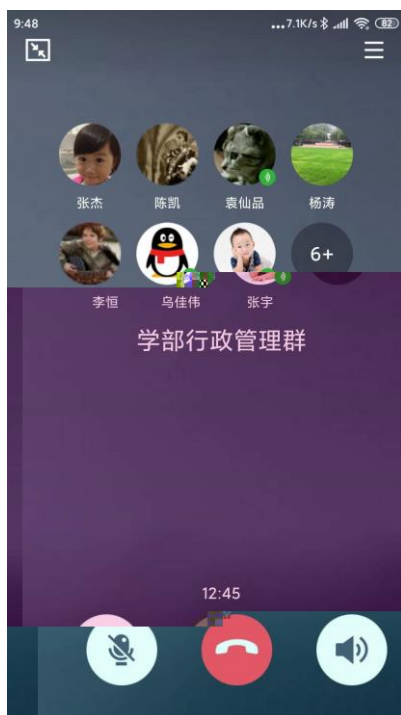 9:48 ...7.1K/s 82
张杰 陈凯 袁仙品 杨涛
6+
李恒 乌佳伟 张宇
学部行政管理群
12:45